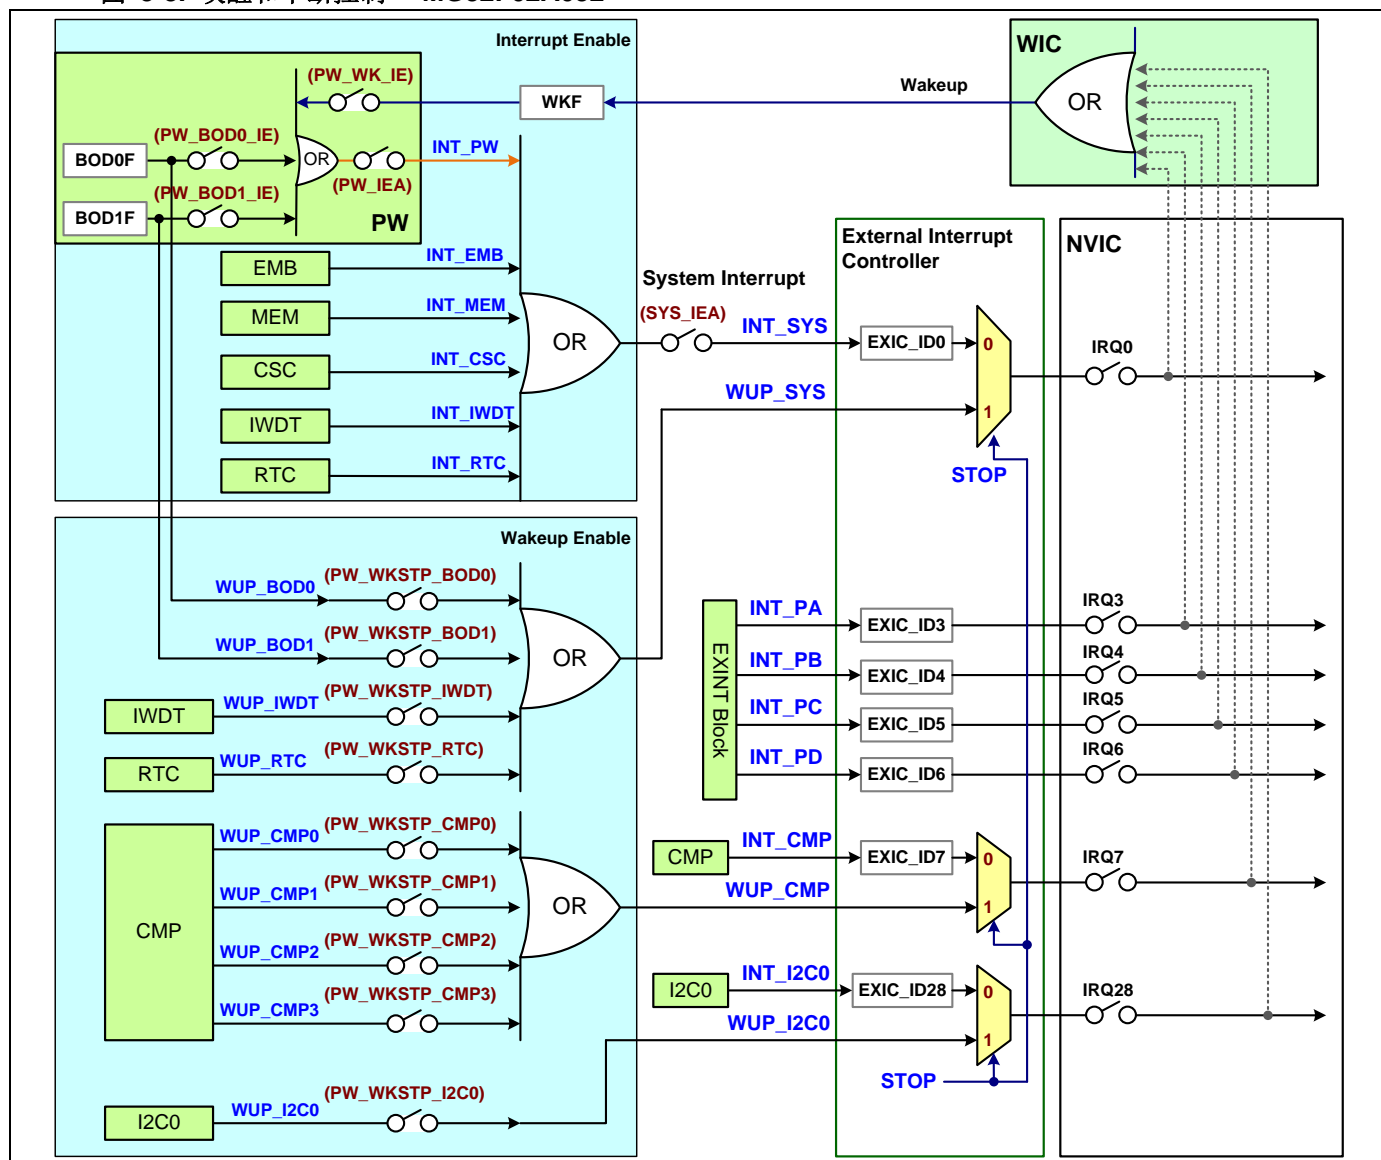 Interrupt Enable
WIC
(PW_WK_IE)
WKF
Wakeup
OR
(PW_BOD0_IE)
BOD0F
OR
INT_PW
(PW_BOD1_IE)
(PW_IEA)
BOD1F
PW
External Interrupt
Controller
NVIC
EMB
INT_EMB
System Interrupt
MEM
INT_MEM
(SYS_IEA)
INT_SYS
OR
EXIC_ID0
0
IRQ0
CSC
INT_CSC
WUP_SYS
1
IWDT
INT_IWDT
RTC
INT_RTC
STOP
Wakeup Enable
WUP_BOD0
(PW_WKSTP_BOD0)
WUP_BOD1
(PW_WKSTP_BOD1)
OR
IWDT
WUP_IWDT
(PW_WKSTP_IWDT)
RTC
WUP_RTC
(PW_WKSTP_RTC)
EXINT Block
INT_PA
EXIC_ID3
IRQ3
INT_PB
EXIC_ID4
IRQ4
INT_PC
EXIC_ID5
IRQ5
INT_PD
EXIC_ID6
IRQ6
CMP
WUP_CMP0
(PW_WKSTP_CMP0)
WUP_CMP1
(PW_WKSTP_CMP1)
OR
WUP_CMP2
(PW_WKSTP_CMP2)
WUP_CMP3
(PW_WKSTP_CMP3)
CMP
INT_CMP
EXIC_ID7
0
IRQ7
WUP_CMP
1
I2C0
INT_I2C0
EXIC_ID28
0
IRQ28
WUP_I2C0
1
STOP
I2C0
WUP_I2C0
(PW_WKSTP_I2C0)